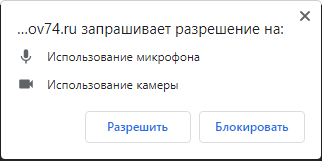 ...ov74.ru запрашивает разрешение на:
Использование микрофона
Использование камеры
Разрешить Блокировать